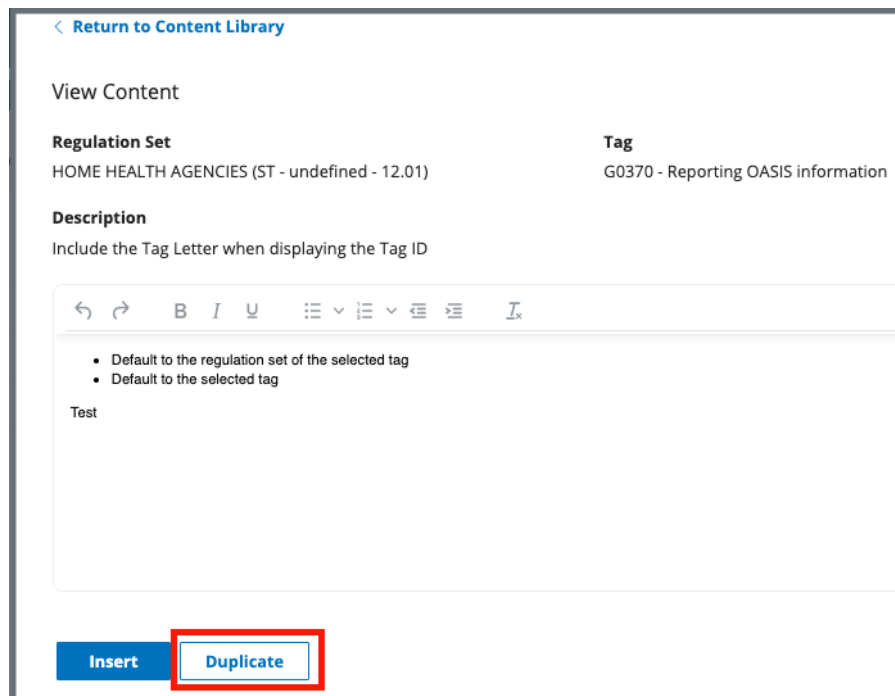 Return to Content Library
View Content
Regulation Set
Tag
HOME HEALTH AGENCIES (ST - undefined - 12.01)
G0370 - Reporting OASIS information
Description
Include the Tag Letter when displaying the Tag ID
B I U
Default to the regulation set of the selected tag
Default to the selected tag
Test
Insert
Duplicate